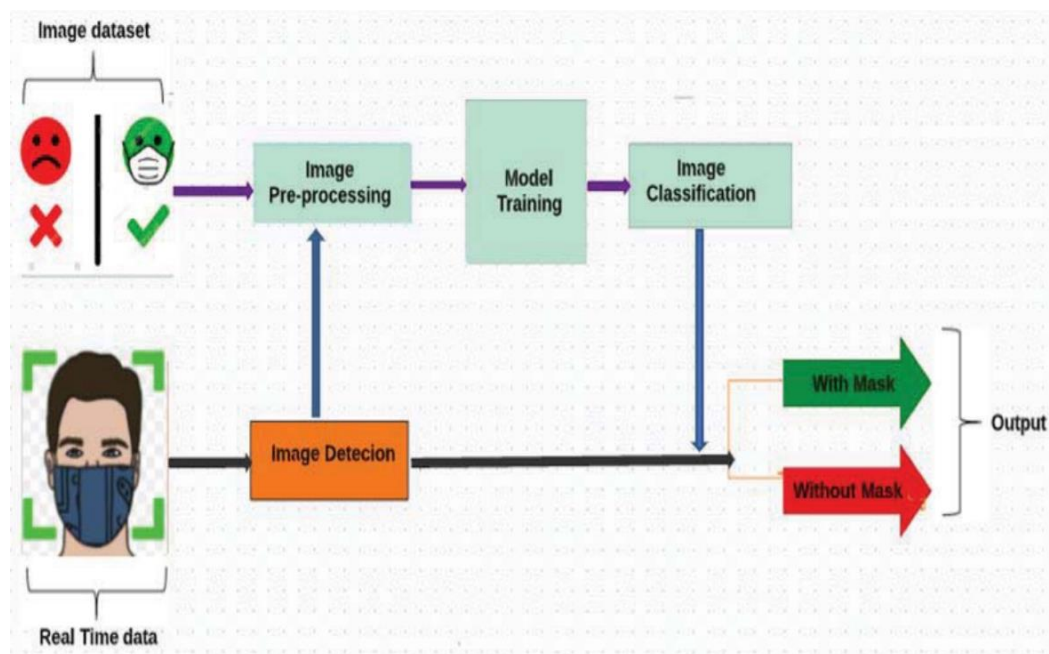 Image dataset
Image
Pre-processing
Model
Training
Image
Classification
Image Detecion
With Mask
Without Mask
Output
Real Time data